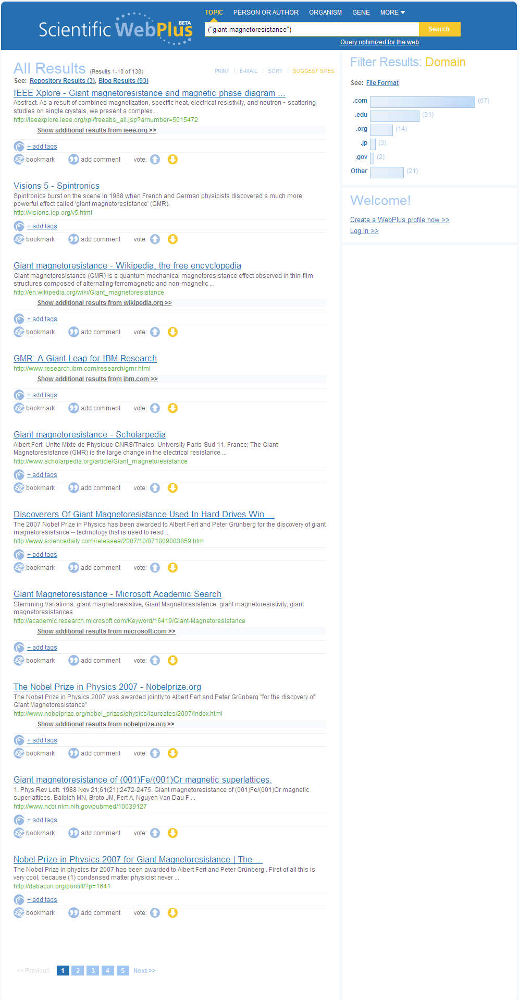 Scientific WebPlus BETA
TOPIC PERSON OR AUTHOR ORGANISM GENE MORE
("giant magnetoresistance") Search
Query optimized for the web
All Results (Results 1-10 of 138) PRINT E-MAIL SORT SUGGEST SITES
See: Repository Results (3), Blog Results (93)
IEEE Xplore - Giant magnetoresistance and magnetic phase diagram ...
Abstract. As a result of combined magnetization, specific heat, electrical resistivity, and neutron - scattering
studies on single crystals, we present a complex ...
http://ieeexplore.ieee.org/xpl/freeabs_all.jsp?arnumber=5015472
Show additional results from ieee.org >>
+ add tags
bookmark add comment vote:
Visions 5 - Spintronics
Spintronics burst on the scene in 1988 when French and German physicists discovered a much more
powerful effect called 'giant magnetoresistance' (GMR).
http://visions.iop.org/v5.html
+ add tags
bookmark add comment vote:
Giant magnetoresistance - Wikipedia, the free encyclopedia
Giant magnetoresistance (GMR) is a quantum mechanical magnetoresistance effect observed in thin-film
structures composed of alternating ferromagnetic and non-magnetic ...
http://en.wikipedia.org/wiki/Giant_magnetoresistance
Show additional results from wikipedia.org >>
+ add tags
bookmark add comment vote:
GMR: A Giant Leap for IBM Research
http://www.research.ibm.com/research/gmr.html
Show additional results from ibm.com >>
+ add tags
bookmark add comment vote:
Giant magnetoresistance - Scholarpedia
Albert Fert, Unite Mixte de Physique CNRS/Thales, University Paris-Sud 11, France; The Giant
Magnetoresistance (GMR) is the large change in the electrical resistance ...
http://www.scholarpedia.org/article/Giant_magnetoresistance
+ add tags
bookmark add comment vote:
Discoverers Of Giant Magnetoresistance Used In Hard Drives Win ...
The 2007 Nobel Prize in Physics has been awarded to Albert Fert and Peter Grünberg for the discovery of giant
magnetoresistance -- technology that is used to read ...
http://www.sciencedaily.com/releases/2007/10/071009083859.htm
+ add tags
bookmark add comment vote:
Giant Magnetoresistance - Microsoft Academic Search
Stemming Variations: giant magnetoresistive, Giant Magnetoresistence, giant magnetoresistivity, giant
magnetoresistances
http://academic.research.microsoft.com/Keyword/16419/Giant-Magnetoresistance
Show additional results from microsoft.com >>
+ add tags
bookmark add comment vote:
The Nobel Prize in Physics 2007 - Nobelprize.org
The Nobel Prize in Physics 2007 was awarded jointly to Albert Fert and Peter Grünberg "for the discovery of
Giant Magnetoresistance"
http://www.nobelprize.org/nobel_prizes/physics/laureates/2007/index.html
Show additional results from nobelprize.org >>
+ add tags
bookmark add comment vote:
Giant magnetoresistance of (001)Fe/(001)Cr magnetic superlattices.
1. Phys Rev Lett. 1988 Nov 21;61(21):2472-2475. Giant magnetoresistance of (001)Fe/(001)Cr magnetic
superlattices. Baibich MN, Broto JM, Fert A, Nguyen Van Dau F ...
http://www.ncbi.nlm.nih.gov/pubmed/10039127
+ add tags
bookmark add comment vote:
Nobel Prize in Physics 2007 for Giant Magnetoresistance | The ...
The Nobel Prize in physics for 2007 has been awarded to Albert Fert and Peter Grünberg . First of all this is
very cool, because (1) condensed matter physicist never ...
http://dabacon.org/pontiff/?p=1641
+ add tags
bookmark add comment vote:
<< Previous 1 2 3 4 5 Next >>
Filter Results: Domain
See: File Format
.com (67)
.edu (31)
.org (14)
.jp (3)
.gov (2)
Other (21)
Welcome!
Create a WebPlus profile now >>
Log In >>